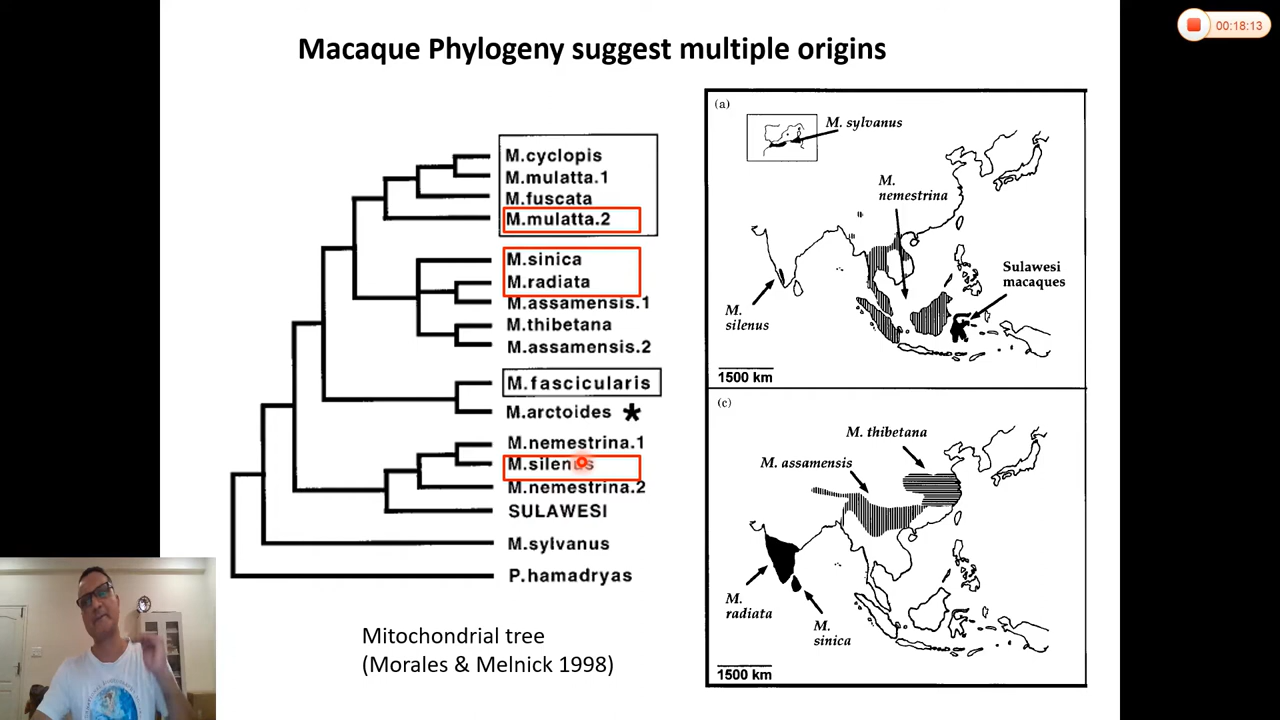 00:18:13
Macaque Phylogeny suggest multiple origins
M.cyclopis
M.mulatta.1
M.fuscata
M.mulatta.2
M.sinica
M.radiata
M.assamensis.1
M.thibetana
M.assamensis.2
M.fascicularis
M.arctoides *
M.nemestrina.1
M.silenus
M.nemestrina.2
SULAWESI
M.sylvanus
P.hamadryas
Mitochondrial tree
(Morales & Melnick 1998)
(a)
M. sylvanus
M.
nemestrina
Sulawesi
macaques
M.
silenus
1500 km
(c)
M. thibetana
M. assamensis
M.
radiata
M.
sinica
1500 km